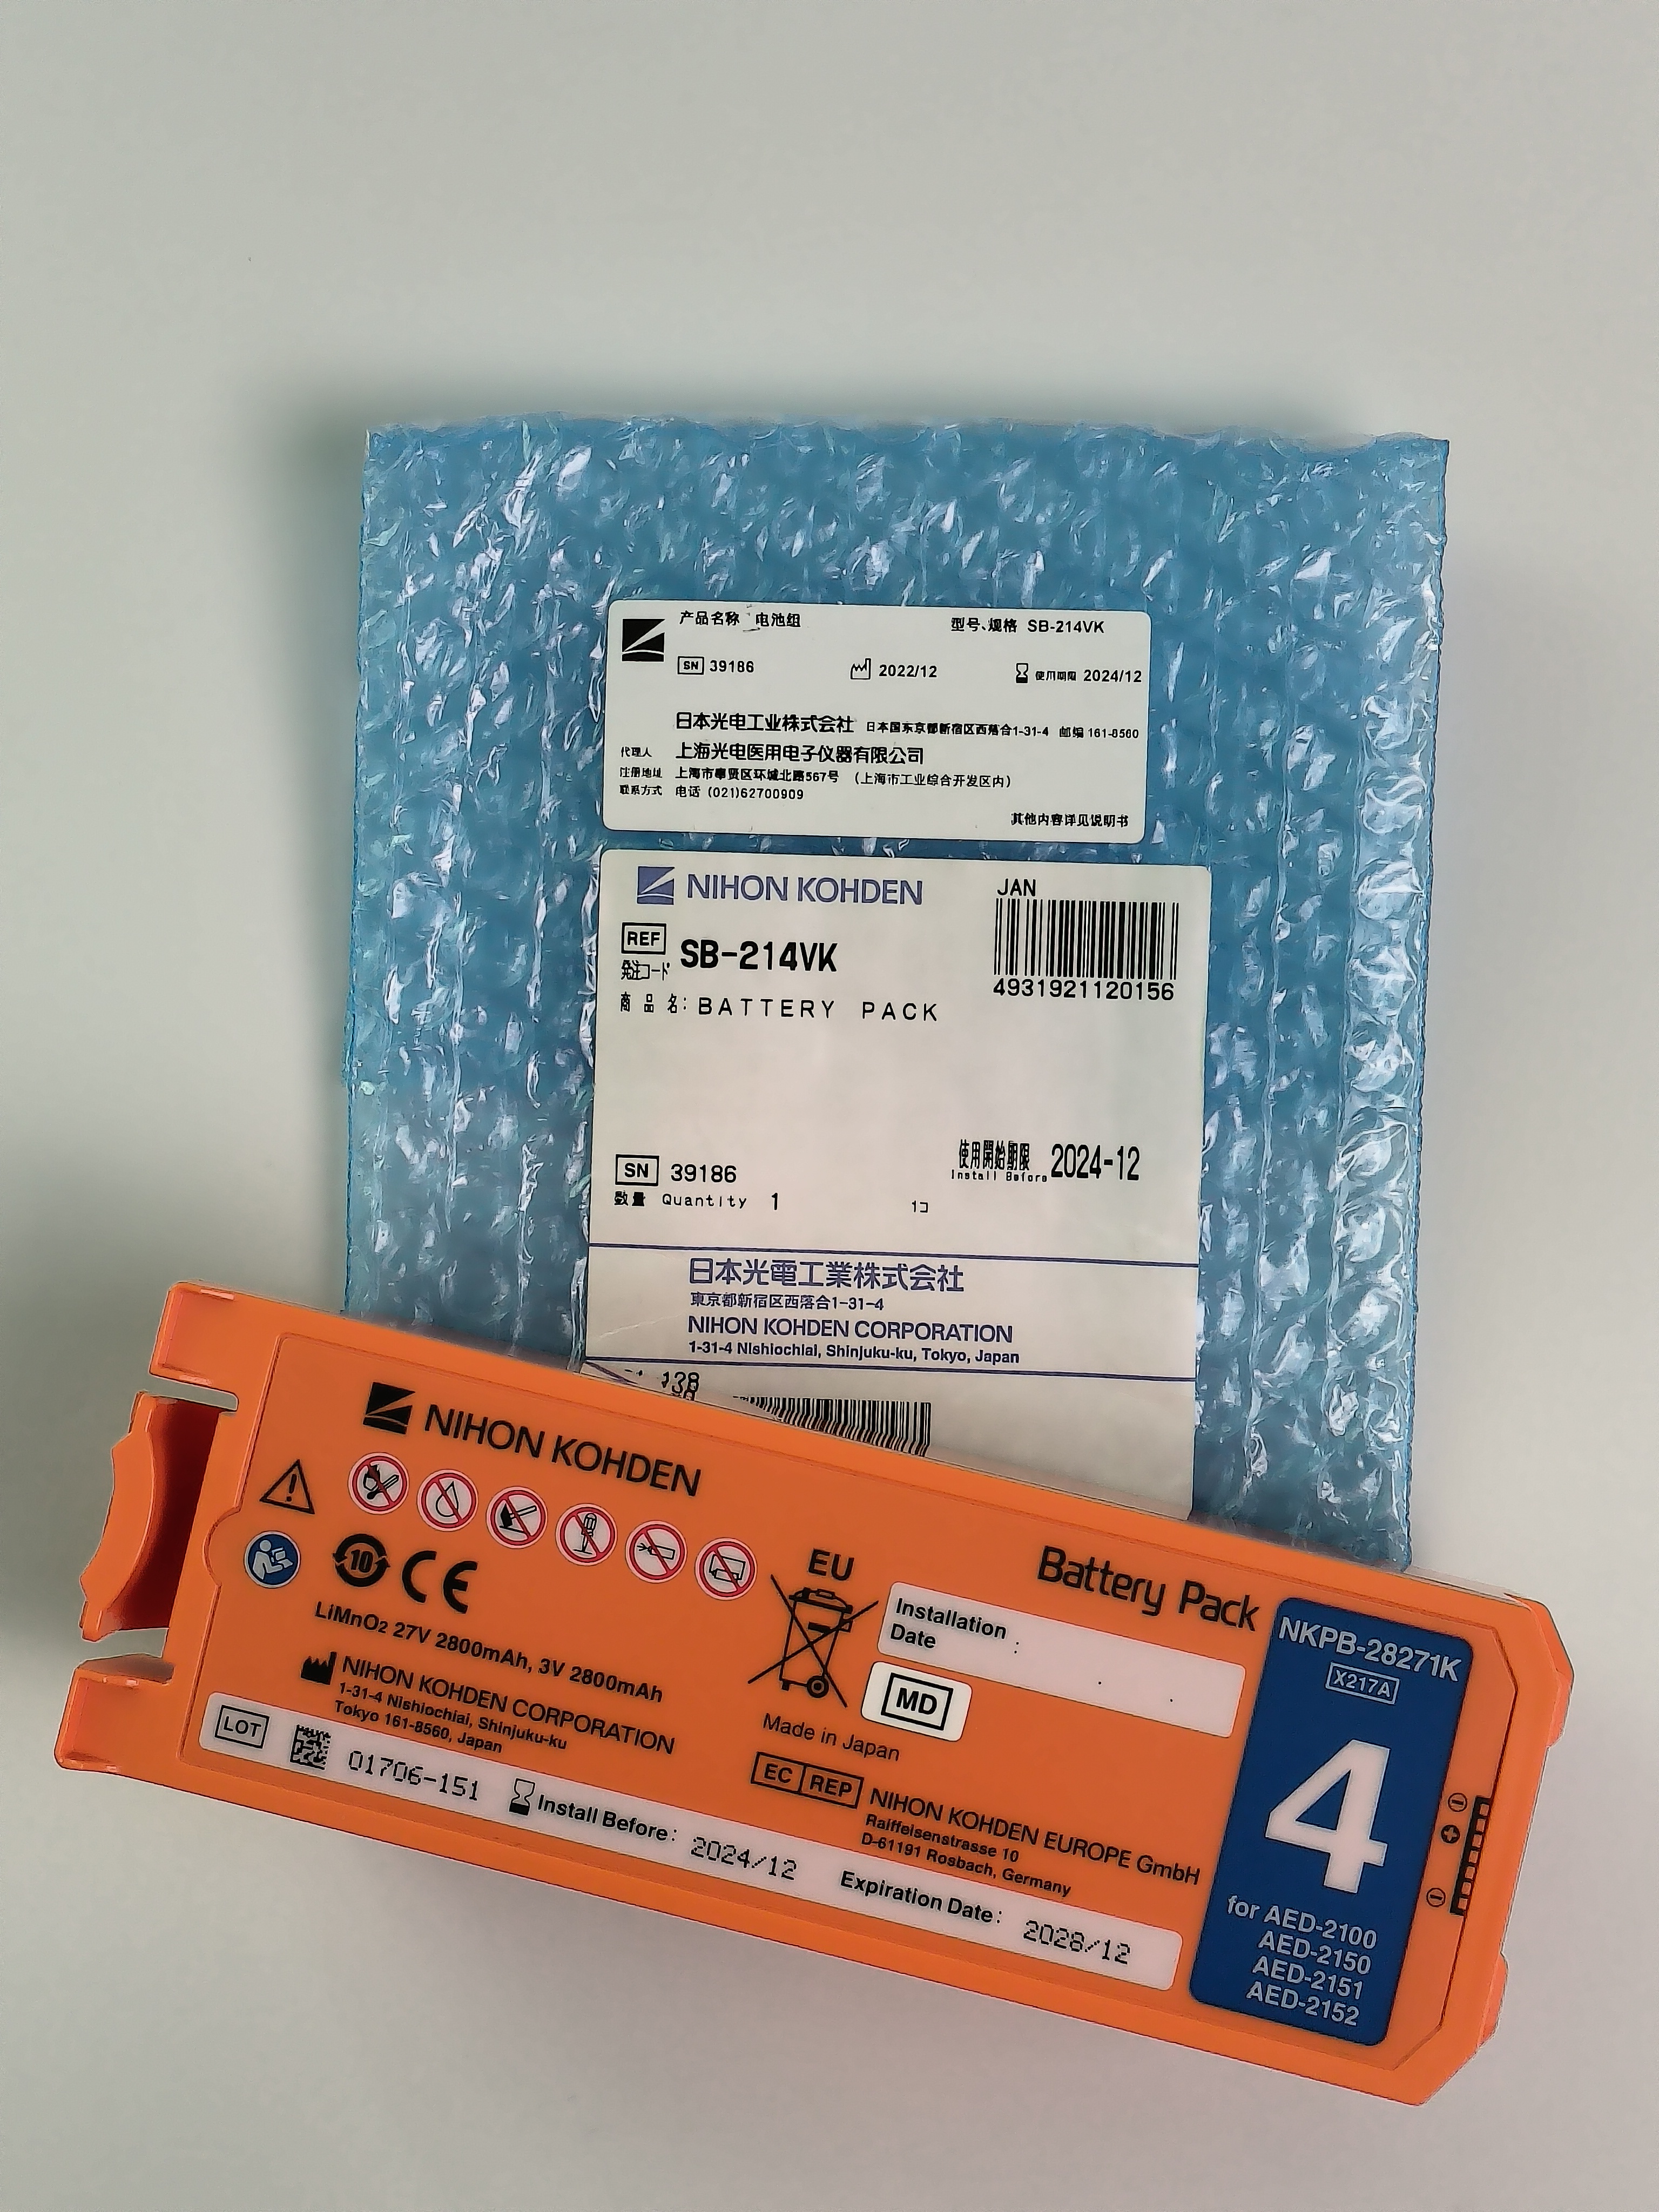 产品名称 电池组
型号、规格 SB-214VK
SN 39186
2022/12
使用期限 2024/12
日本光电工业株式会社 日本国东京都新宿区西落合1-31-4 邮编 161-8560
代理人 上海光电医用电子仪器有限公司
注册地址 上海市奉贤区环城北路567号 (上海市工业综合开发区内)
联系方式 电话 (021)62700909
其他内容详见说明书
NIHON KOHDEN
JAN
REF SB-214VK
発注コード
4931921120156
商品名: BATTERY PACK
使用開始期限 2024-12
Install Before
SN 39186
数量 Quantity 1
1コ
日本光電工業株式会社
東京都新宿区西落合1-31-4
NIHON KOHDEN CORPORATION
1-31-4 Nishiochiai, Shinjuku-ku, Tokyo, Japan
NIHON KOHDEN
10 CE
LiMnO2 27V 2800mAh, 3V 2800mAh
NIHON KOHDEN CORPORATION
1-31-4 Nishiochiai, Shinjuku-ku
Tokyo 161-8560, Japan
EU
Battery Pack
Installation
Date :
MD
Made in Japan
EC REP NIHON KOHDEN EUROPE GmbH
Raiffeisenstrasse 10
D-61191 Rosbach, Germany
LOT 01706-151 Install Before: 2024/12 Expiration Date: 2028/12
NKPB-28271K
X217A
4
for AED-2100
AED-2150
AED-2151
AED-2152